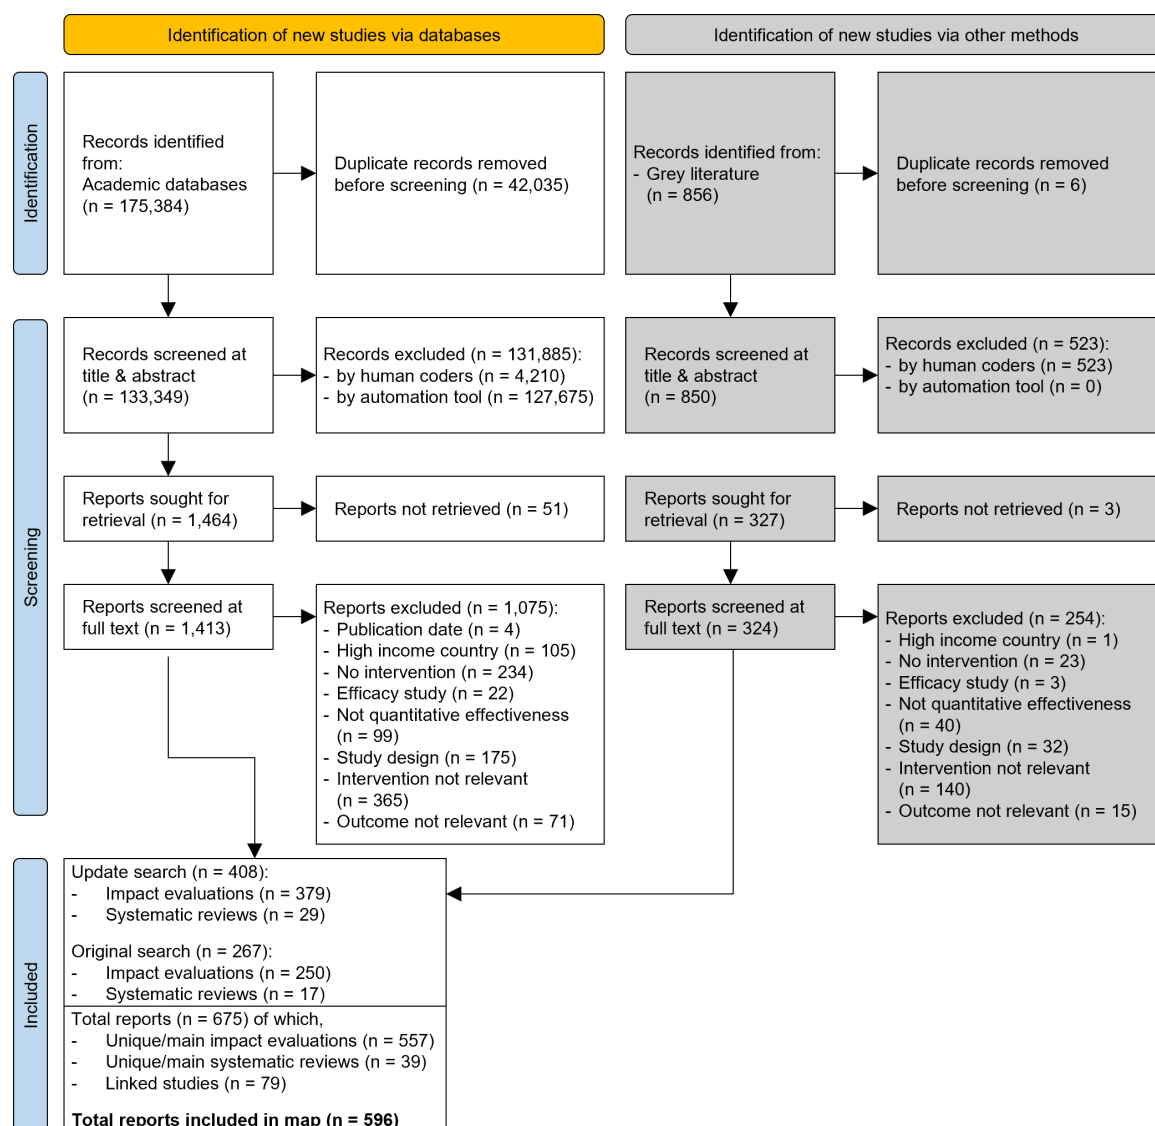 Identification of new studies via databases
Identification of new studies via other methods
Identification
Records identified
from:
Academic databases
(n = 175,384)
Duplicate records removed
before screening (n = 42,035)
Records identified from:
- Grey literature
(n = 856)
Duplicate records removed
before screening (n = 6)
Screening
Records screened at
title & abstract
(n = 133,349)
Records excluded (n = 131,885):
- by human coders (n = 4,210)
- by automation tool (n = 127,675)
Records screened at
title & abstract
(n = 850)
Records excluded (n = 523):
- by human coders (n = 523)
- by automation tool (n = 0)
Reports sought for
retrieval (n = 1,464)
Reports not retrieved (n = 51)
Reports sought for
retrieval (n = 327)
Reports not retrieved (n = 3)
Reports screened at
full text (n = 1,413)
Reports excluded (n = 1,075):
- Publication date (n = 4)
- High income country (n = 105)
- No intervention (n = 234)
- Efficacy study (n = 22)
- Not quantitative effectiveness
(n = 99)
- Study design (n = 175)
- Intervention not relevant
(n = 365)
- Outcome not relevant (n = 71)
Reports screened at
full text (n = 324)
Reports excluded (n = 254):
- High income country (n = 1)
- No intervention (n = 23)
- Efficacy study (n = 3)
- Not quantitative effectiveness
(n = 40)
- Study design (n = 32)
- Intervention not relevant
(n = 140)
- Outcome not relevant (n = 15)
Included
Update search (n = 408):
- Impact evaluations (n = 379)
- Systematic reviews (n = 29)
Original search (n = 267):
- Impact evaluations (n = 250)
- Systematic reviews (n = 17)
Total reports (n = 675) of which,
- Unique/main impact evaluations (n = 557)
- Unique/main systematic reviews (n = 39)
- Linked studies (n = 79)
Total reports included in map (n = 596)